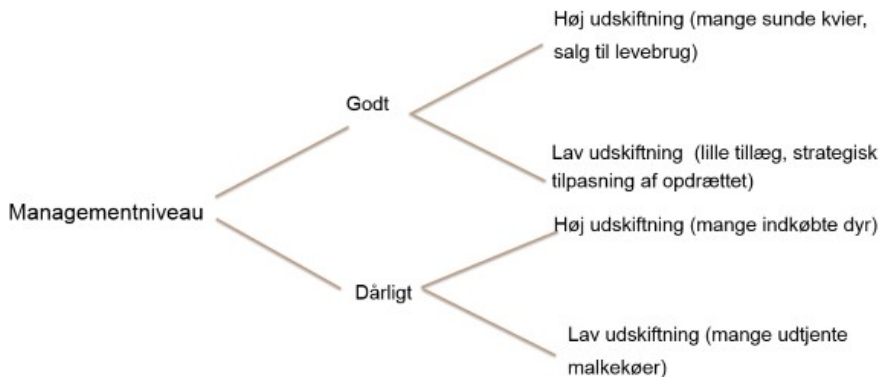 Høj udskiftning (mange sunde kvier,
salg til levebrug)
Godt
Lav udskiftning (lille tillæg, strategisk
tilpasning af opdrættet)
Managementniveau
Høj udskiftning (mange indkøbte dyr)
Dårligt
Lav udskiftning (mange udtjente
malkekøer)